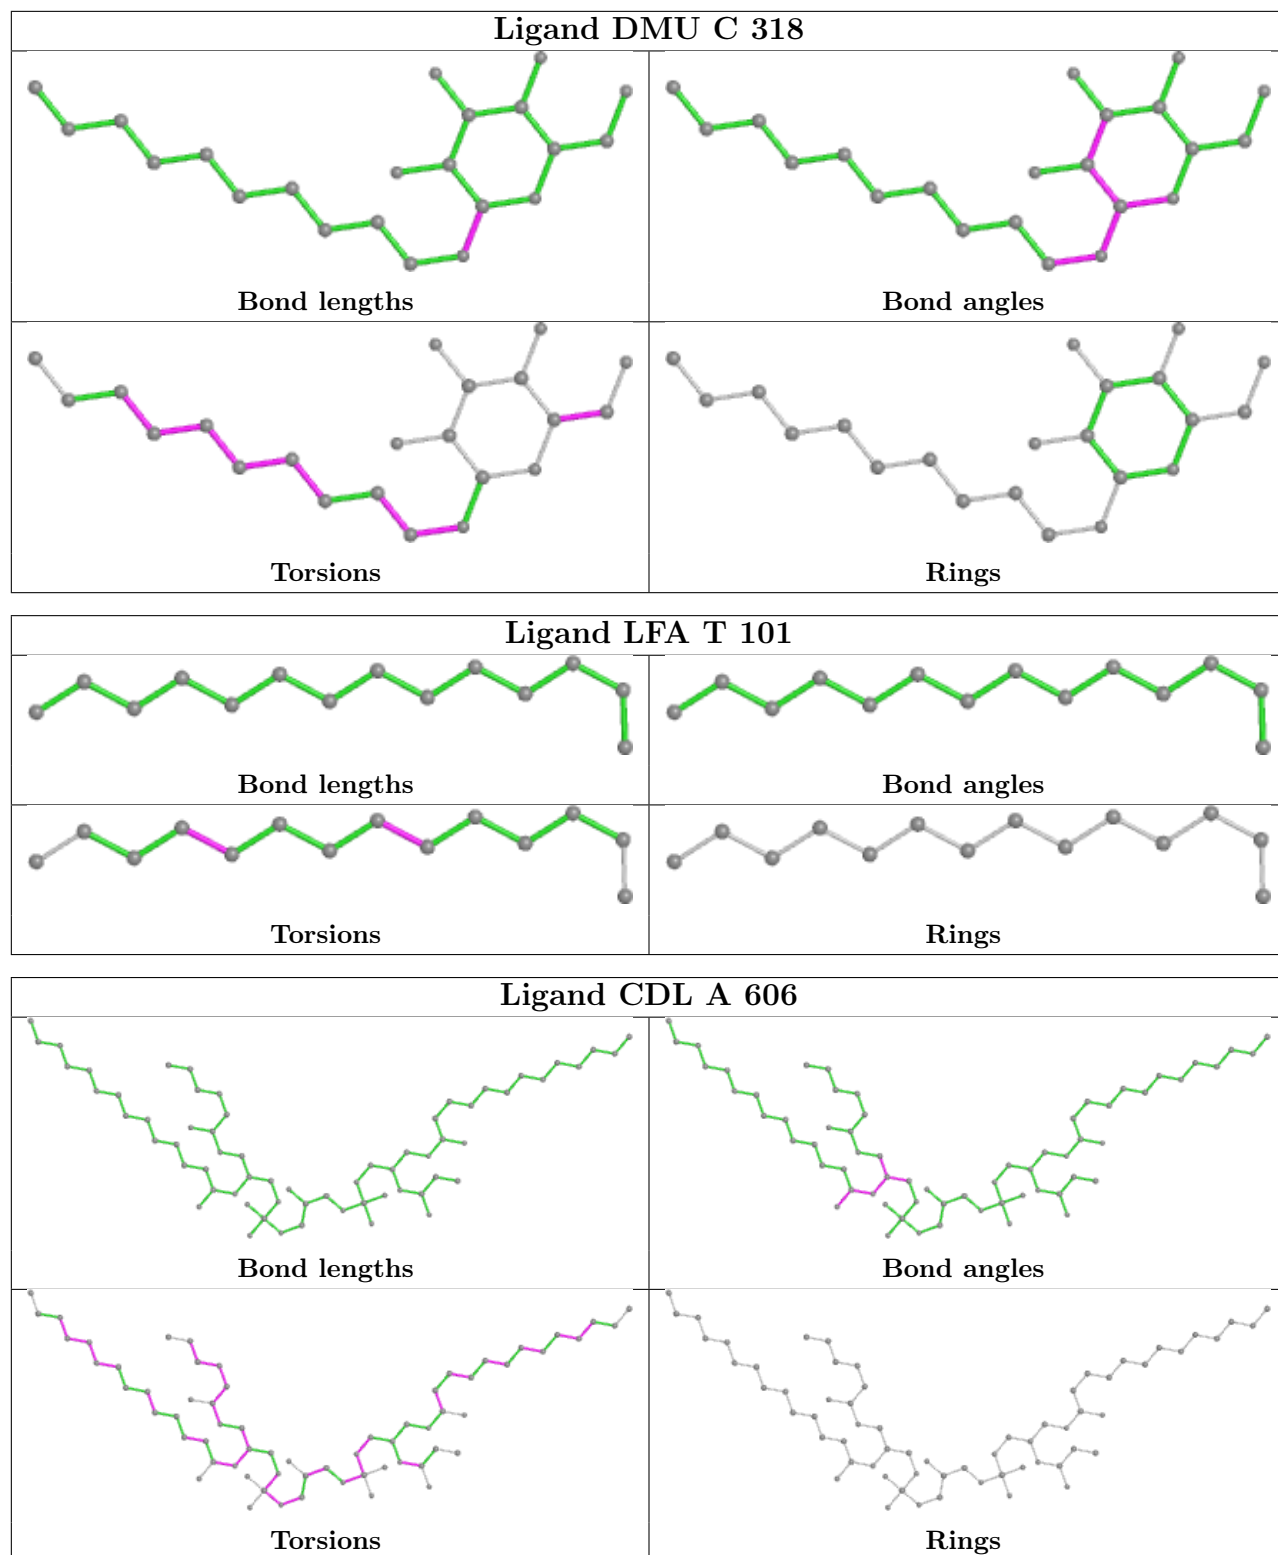 Ligand DMU C 318
Bond lengths
Bond angles
Torsions
Rings
Ligand LFA T 101
Bond lengths
Bond angles
Torsions
Rings
Ligand CDL A 606
Bond lengths
Bond angles
Torsions
Rings